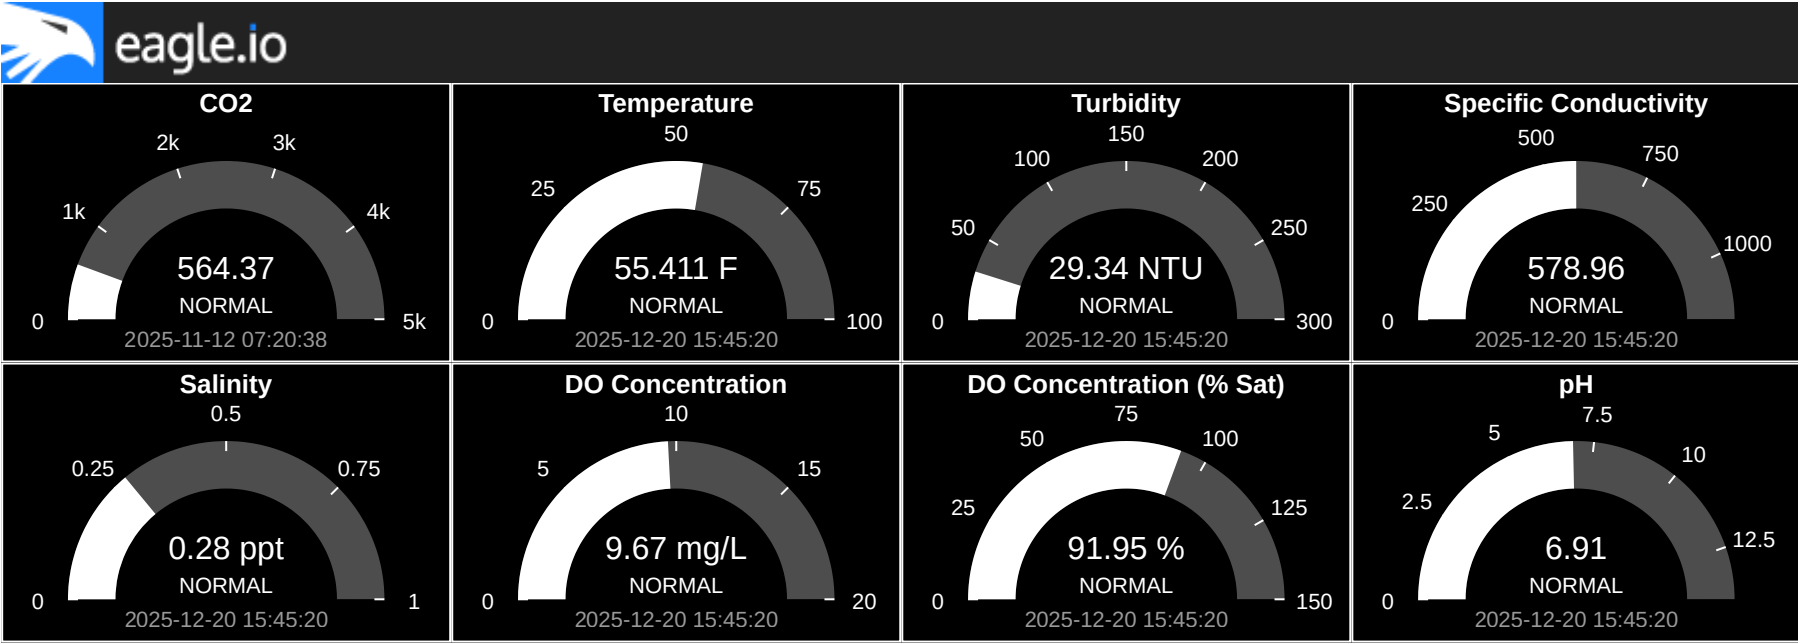 eagle.io
CO2
2k
3k
1k
4k
564.37
NORMAL
0
5k
2025-11-12 07:20:38
Temperature
50
25
75
55.411 F
NORMAL
0
100
2025-12-20 15:45:20
Turbidity
150
100
200
50
250
29.34 NTU
NORMAL
0
300
2025-12-20 15:45:20
Specific Conductivity
500
750
250
1000
578.96
NORMAL
0
2025-12-20 15:45:20
Salinity
0.5
0.25
0.75
0.28 ppt
NORMAL
0
1
2025-12-20 15:45:20
DO Concentration
10
5
15
9.67 mg/L
NORMAL
0
20
2025-12-20 15:45:20
DO Concentration (% Sat)
75
50
100
25
125
91.95 %
NORMAL
0
150
2025-12-20 15:45:20
pH
7.5
5
10
2.5
12.5
6.91
NORMAL
0
2025-12-20 15:45:20